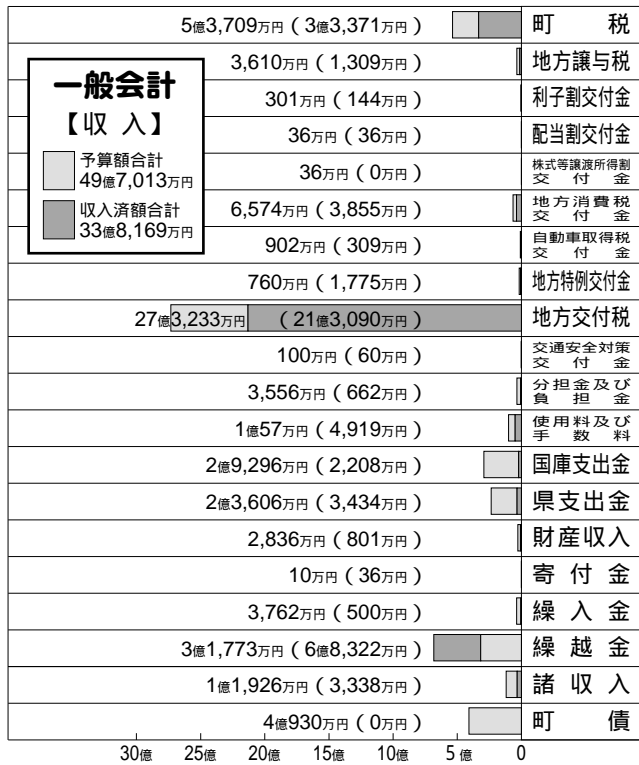 5億3,709万円（3億3,371万円） 町税
3,610万円（1,309万円） 地方譲与税
301万円（144万円） 利子割交付金
36万円（36万円） 配当割交付金
36万円（0万円） 株式等譲渡所得割交付金
6,574万円（3,855万円） 地方消費税交付金
902万円（309万円） 自動車取得税交付金
760万円（1,775万円） 地方特例交付金
27億3,233万円（21億3,090万円） 地方交付税
100万円（60万円） 交通安全対策交付金
3,556万円（662万円） 分担金及び負担金
1億57万円（4,919万円） 使用料及び手数料
2億9,296万円（2,208万円） 国庫支出金
2億3,606万円（3,434万円） 県支出金
2,836万円（801万円） 財産収入
10万円（36万円） 寄付金
3,762万円（500万円） 繰入金
3億1,773万円（6億8,322万円） 繰越金
1億1,926万円（3,338万円） 諸収入
4億930万円（0万円） 町債
一般会計
【収入】
予算額合計
49億7,013万円
収入済額合計
33億8,169万円
30億 25億 20億 15億 10億 5億 0